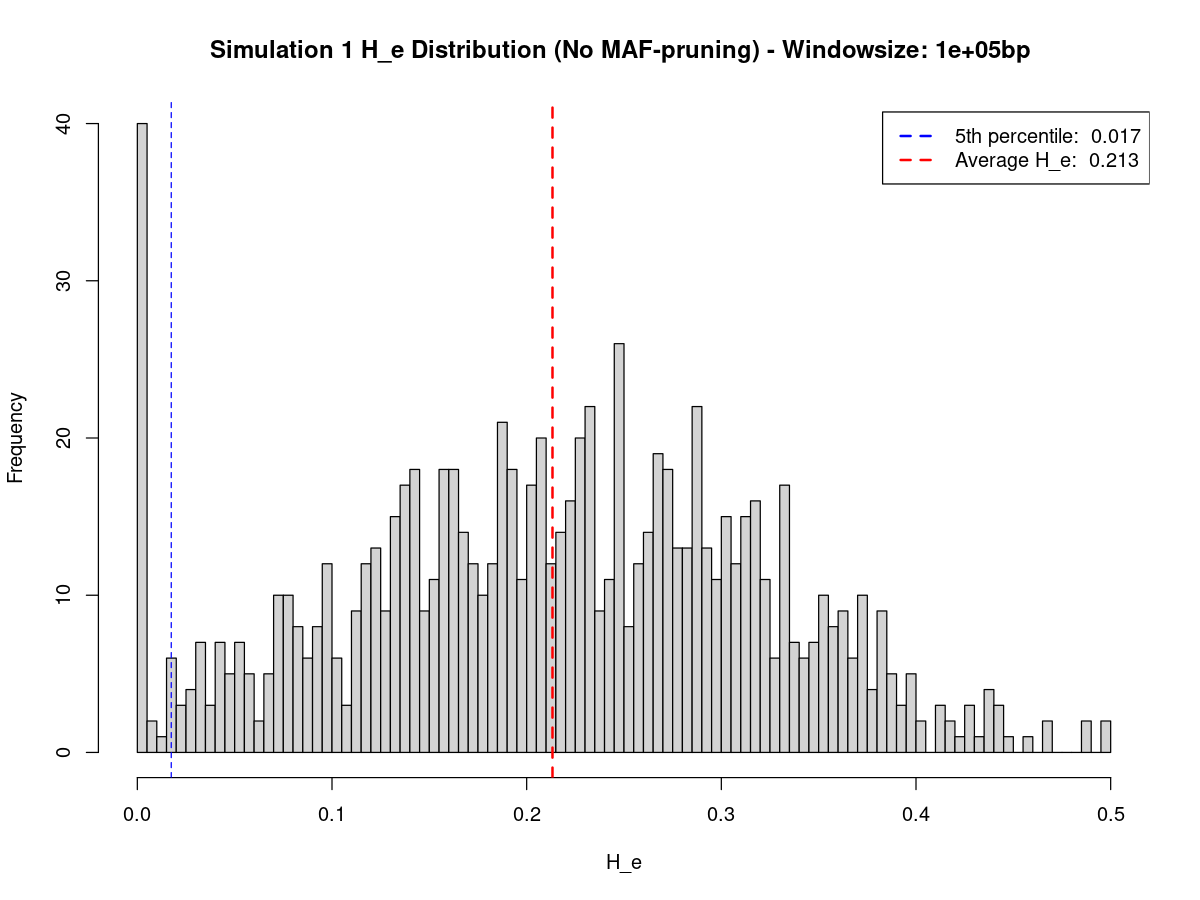 Simulation 1 H_e Distribution (No MAF-pruning) - Windowsize: 1e+05bp
5th percentile:  0.017
Average H_e:  0.213
Frequency
40
30
20
10
0
0.0 0.1 0.2 0.3 0.4 0.5
H_e